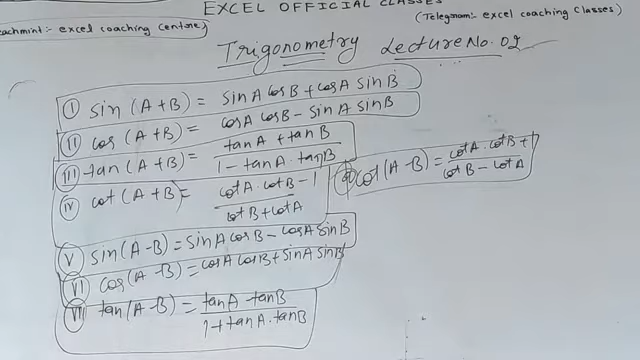 EXCEL OFFICIAL CLASSES
eachmint:- excel coaching centre)
(Telegram: excel coaching classes)
Trigonometry Lecture No. 02
(I) sin (A+B) = sinA cosB + cosA sinB
(II) cos (A+B) = cosA cosB - sinA sinB
(III) tan (A+B) = tanA + tanB / 1 - tanA . tanB
(IV) cot (A+B) = cotA . cotB - 1 / cotB + cotA
cot (A-B) = cotA . cotB + 1 / cotB - cotA
(V) sin (A-B) = sinA cosB - cosA sinB
(VI) cos (A-B) = cosA cosB + sinA sinB
(VII) tan (A-B) = tanA - tanB / 1 + tanA . tanB